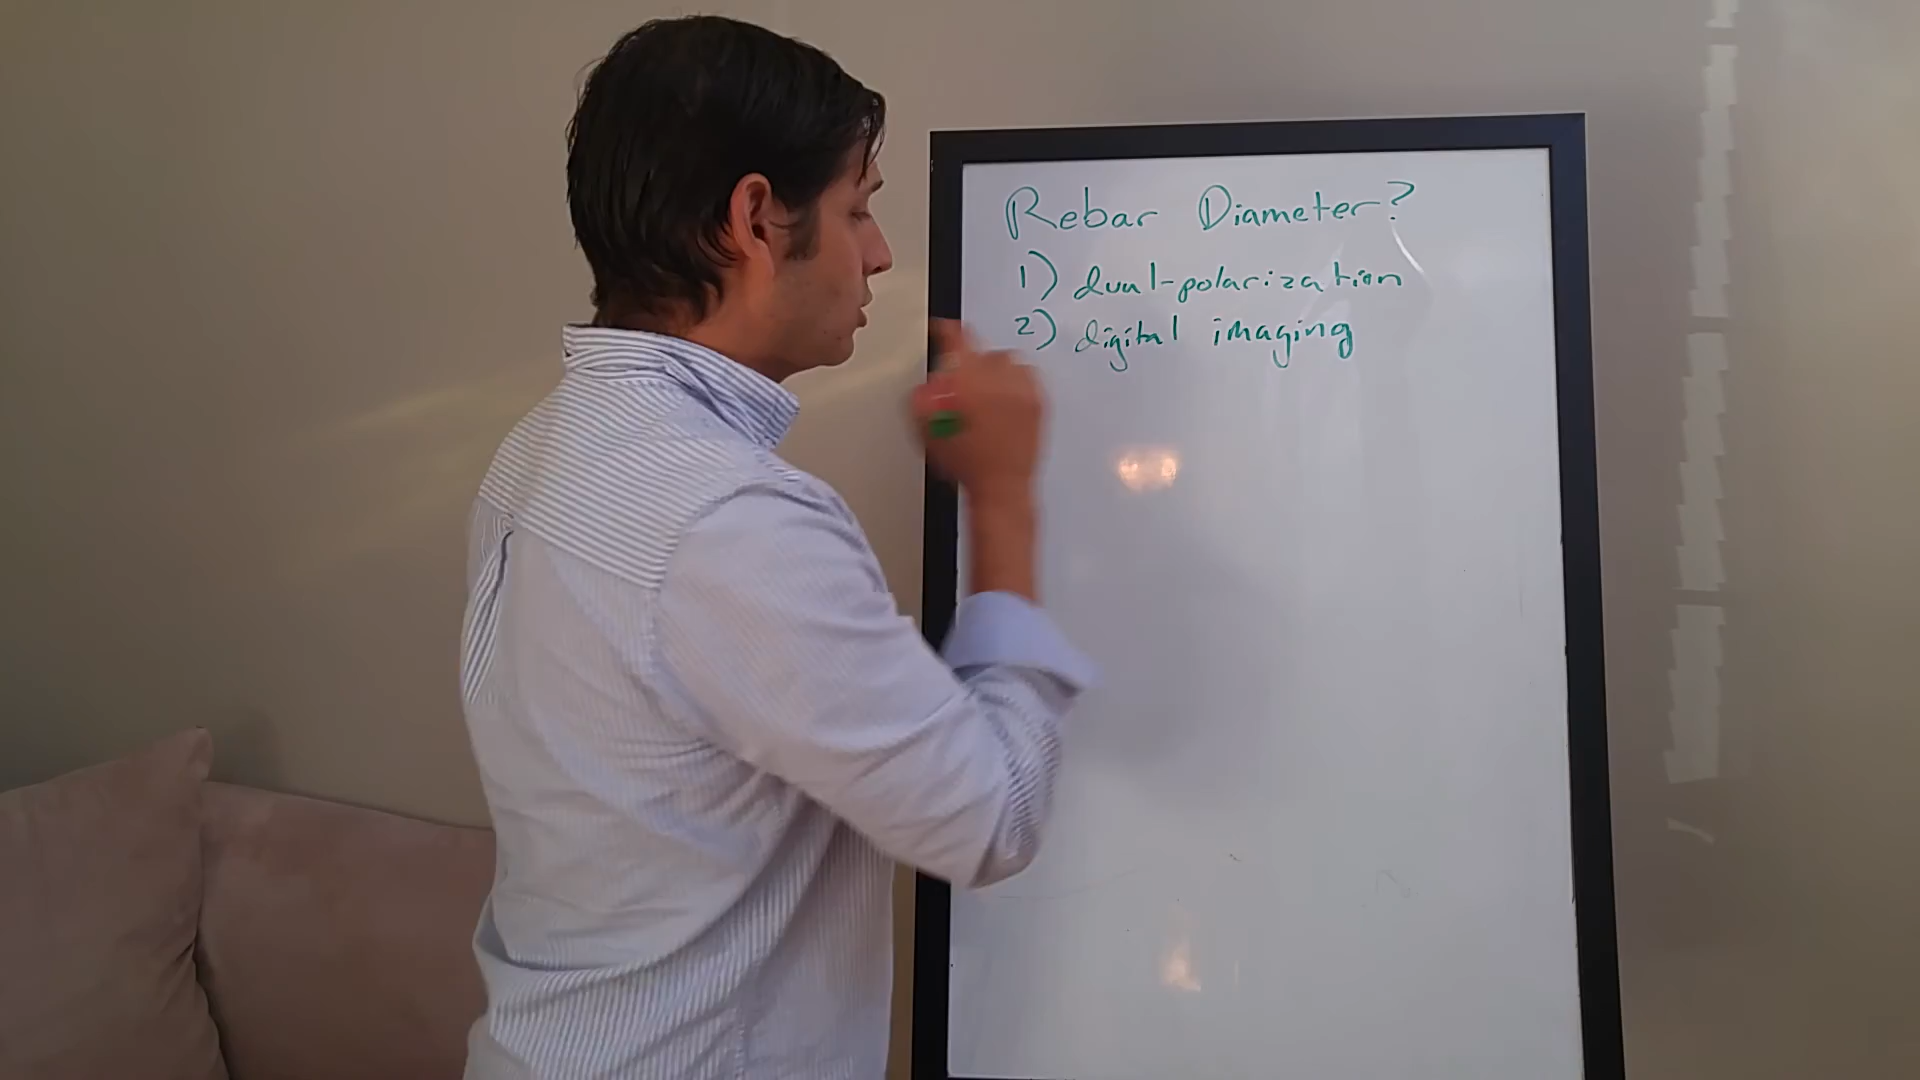 Rebar Diameter?
1) dual-polarization
2) digital imaging